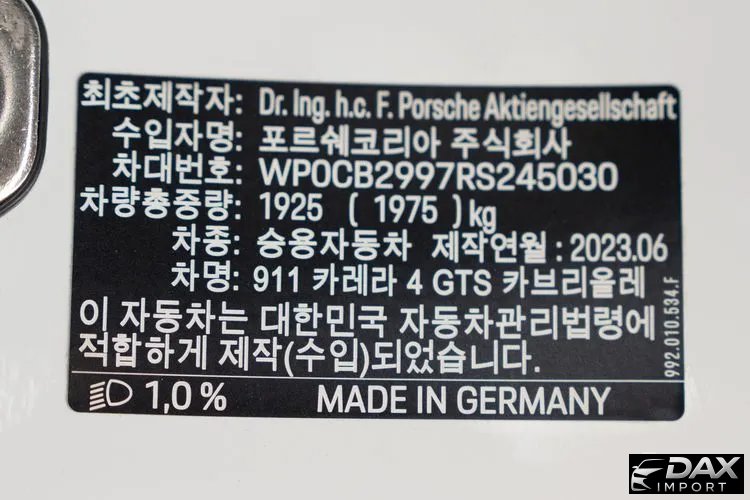 최초제작자: Dr. Ing. h.c. F. Porsche Aktiengesellschaft
수입자명: 포르쉐코리아 주식회사
차대번호: WP0CB2997RS245030
차량총중량: 1925 ( 1975 )kg
차종: 승용자동차 제작연월 : 2023.06
차명: 911 카레라 4 GTS 카브리올레
이 자동차는 대한민국 자동차관리법령에
적합하게 제작(수입)되었습니다.
992.010.534.F
1,0 % MADE IN GERMANY
DAX
IMPORT